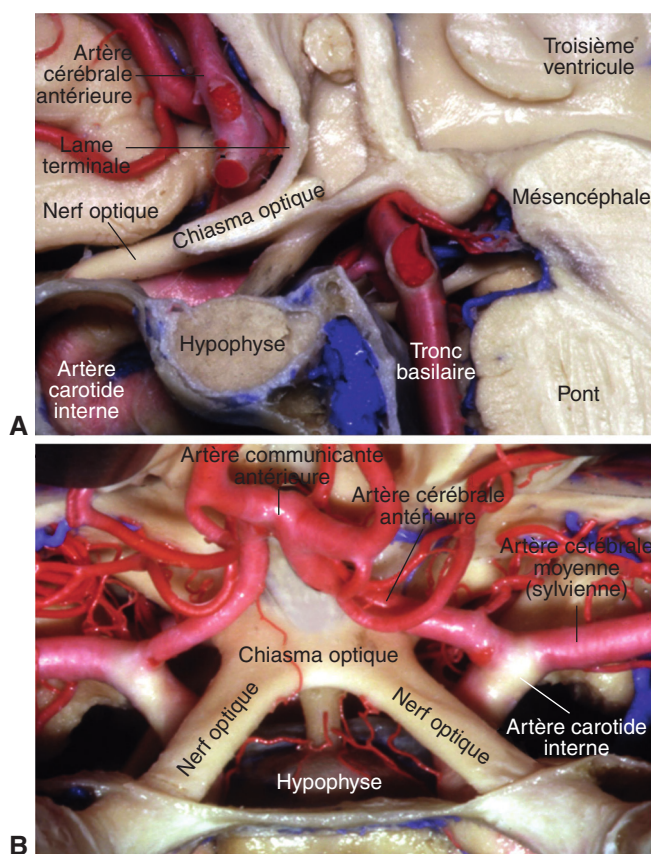 Artère
cérébrale
antérieure
Troisième
ventricule
Lame
terminale
Nerf optique
Chiasma optique
Mésencéphale
Hypophyse
Artère
carotide
interne
Tronc
basilaire
Pont
A
Artère communicante
antérieure
Artère cérébrale
antérieure
Artère cérébrale
moyenne
(sylvienne)
Chiasma optique
Nerf optique
Nerf optique
Artère carotide
interne
Hypophyse
B